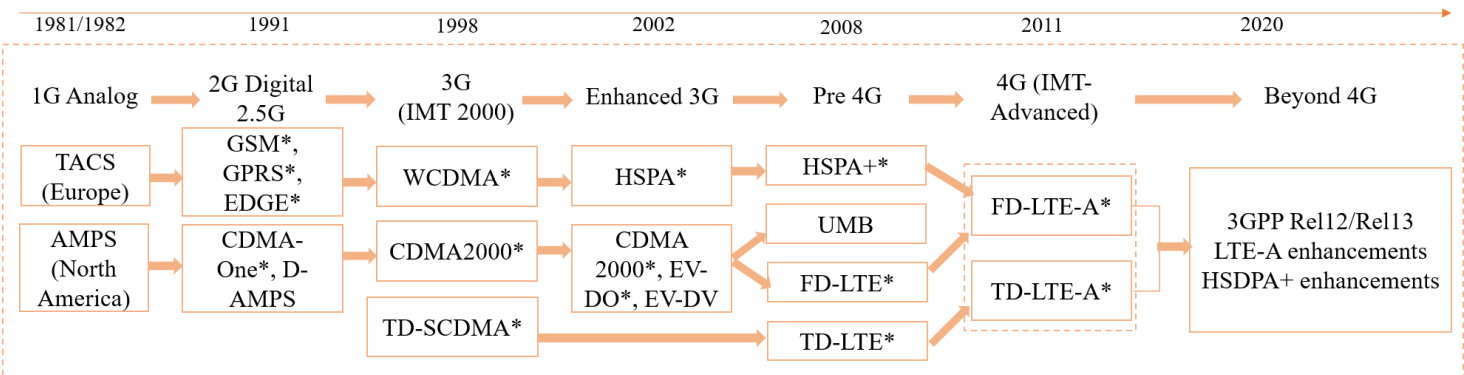 1981/1982 1991 1998 2002 2008 2011 2020
1G Analog
2G Digital
2.5G
3G
(IMT 2000)
Enhanced 3G
Pre 4G
4G (IMT-
Advanced)
Beyond 4G
TACS
(Europe)
GSM*,
GPRS*,
EDGE*
WCDMA*
HSPA*
HSPA+*
AMPS
(North
America)
CDMA-
One*, D-
AMPS
CDMA2000*
CDMA
2000*, EV-
DO*, EV-DV
UMB
FD-LTE*
TD-SCDMA*
TD-LTE*
FD-LTE-A*
TD-LTE-A*
3GPP Rel12/Rel13
LTE-A enhancements
HSDPA+ enhancements